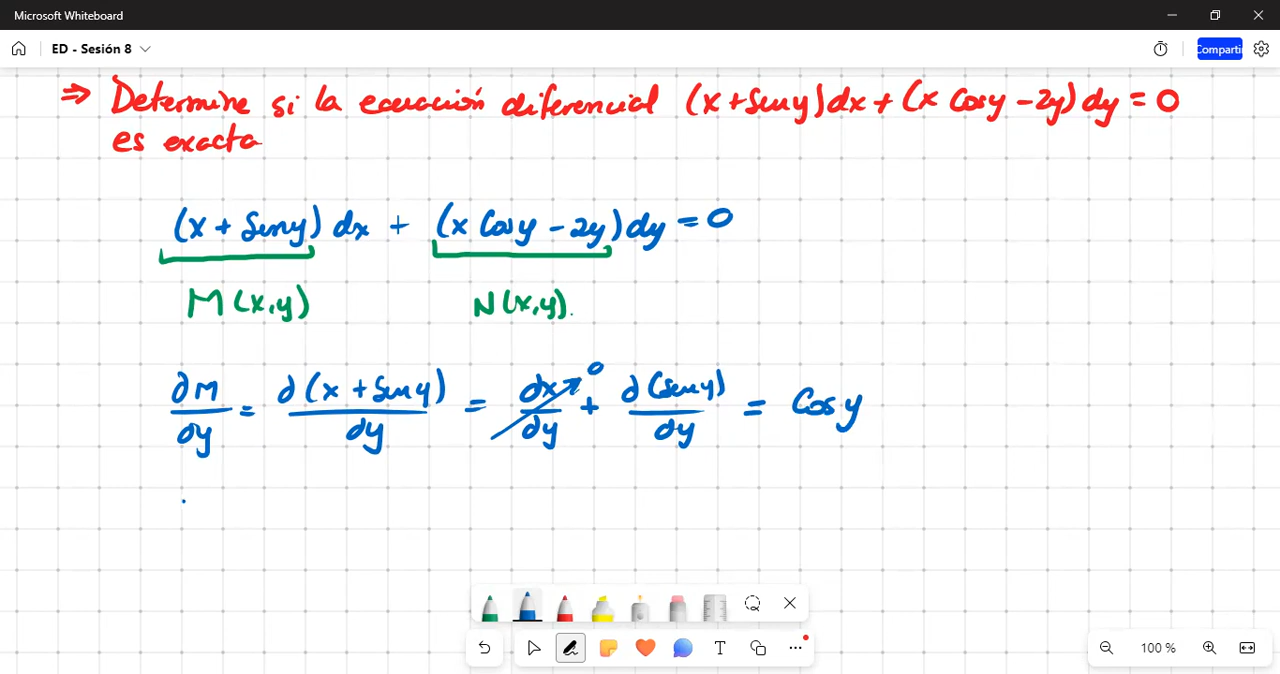 Microsoft Whiteboard
ED - Sesión 8
Compartir
⇒ Determine si la ecuación diferencial (x + Sen y) dx + (x Cos y - 2y) dy = 0
es exacta
(x + Sen y) dx + (x Cos y - 2y) dy = 0
M(x,y) N(x,y).
∂M/∂y = ∂(x + Sen y)/∂y = ∂x/∂y ↗ 0 + ∂(sen y)/∂y = Cos y
100 %